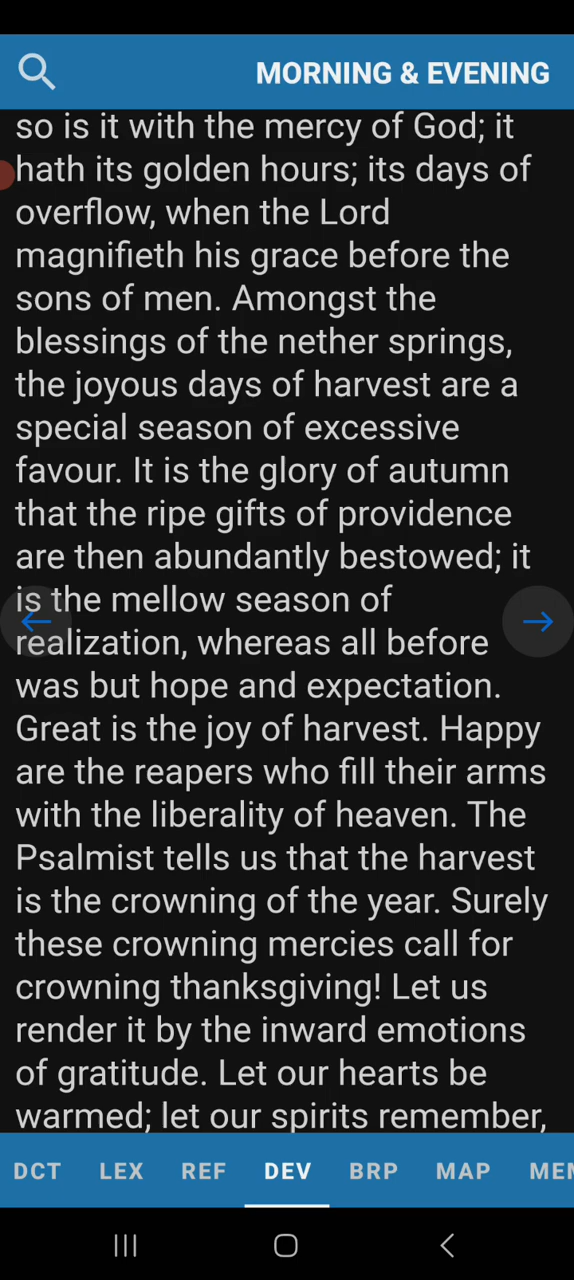 MORNING & EVENING
so is it with the mercy of God; it
hath its golden hours; its days of
overflow, when the Lord
magnifieth his grace before the
sons of men. Amongst the
blessings of the nether springs,
the joyous days of harvest are a
special season of excessive
favour. It is the glory of autumn
that the ripe gifts of providence
are then abundantly bestowed; it
is the mellow season of
realization, whereas all before
was but hope and expectation.
Great is the joy of harvest. Happy
are the reapers who fill their arms
with the liberality of heaven. The
Psalmist tells us that the harvest
is the crowning of the year. Surely
these crowning mercies call for
crowning thanksgiving! Let us
render it by the inward emotions
of gratitude. Let our hearts be
warmed; let our spirits remember,
DCT LEX REF DEV BRP MAP MEM